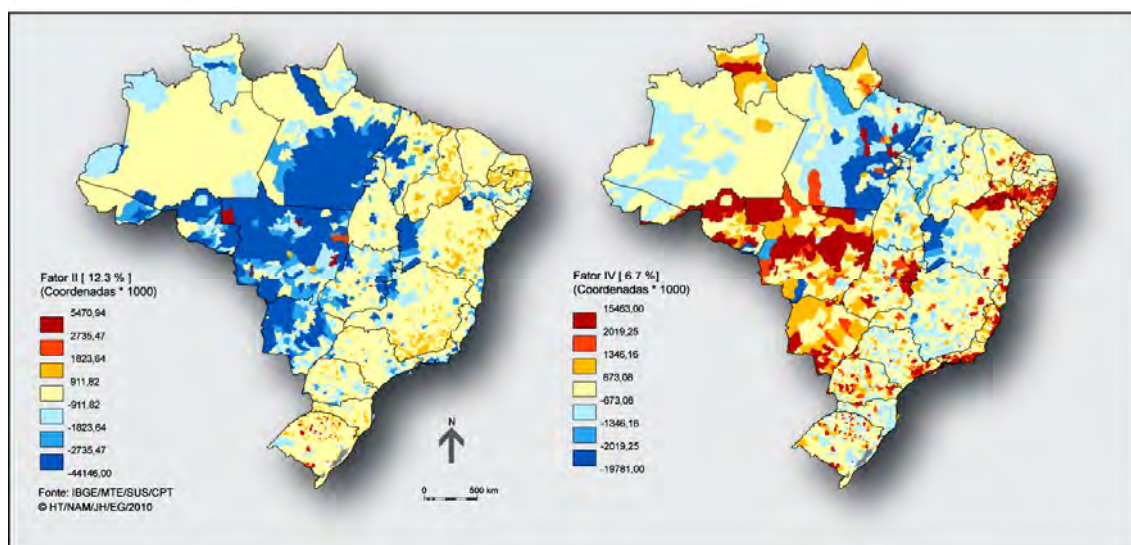 Fator II [ 12.3 % ]
(Coordenadas * 1000)
5470,94
2735,47
1823,64
911,82
-911,82
-1823,64
-2735,47
-44146,00
Fonte: IBGE/MTE/SUS/CPT
© HT/NAM/JH/EG/2010
N
0 500 km
Fator IV [ 6.7 %]
(Coordenadas * 1000)
15463,00
2019,25
1346,16
673,08
-673,08
-1346,16
-2019,25
-19781,00